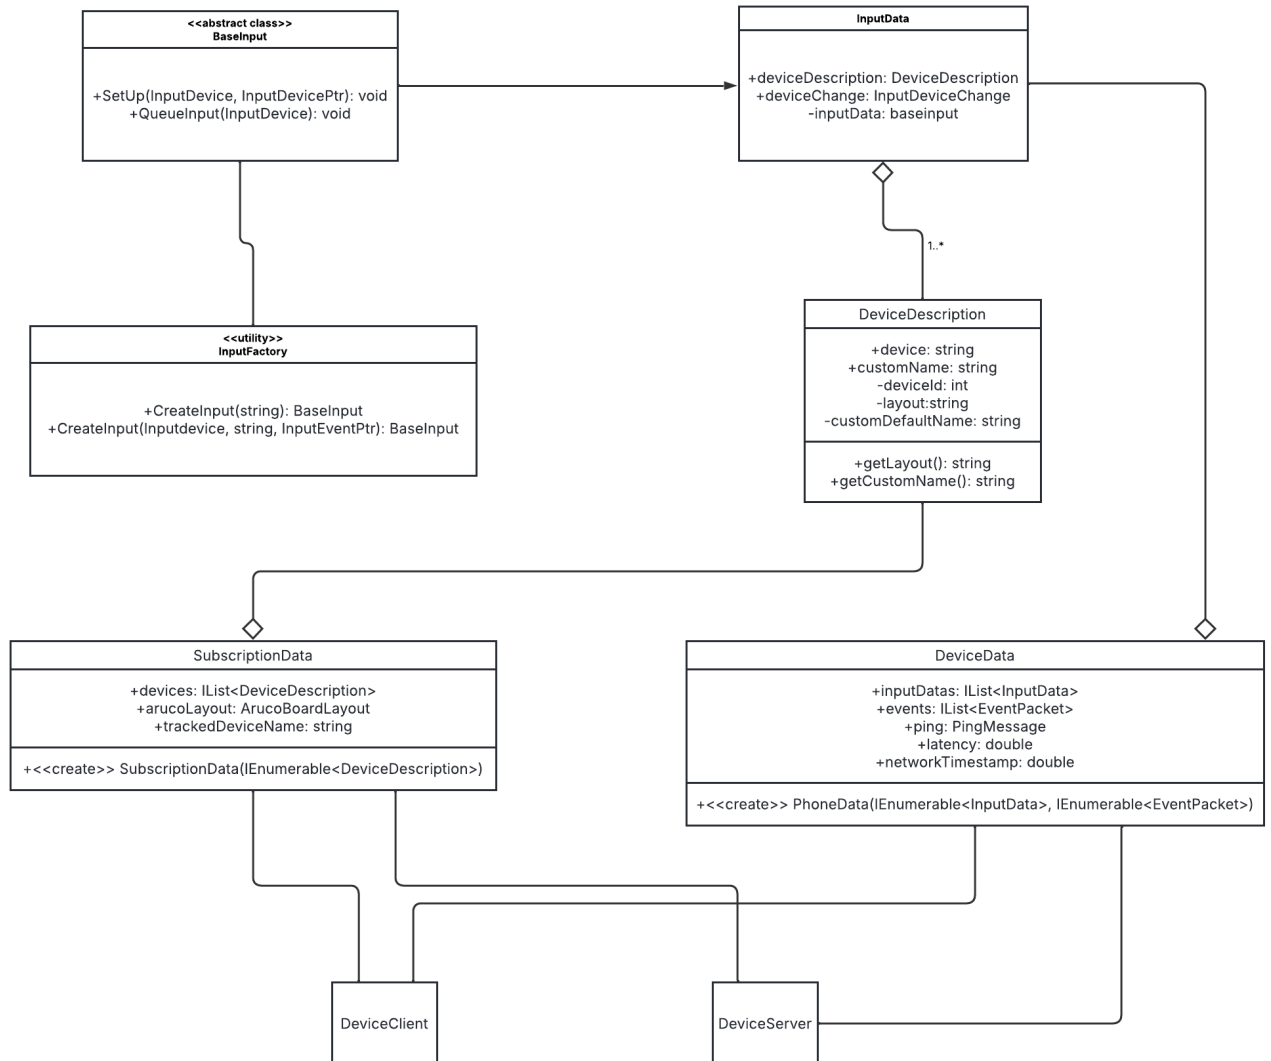 <<abstract class>>
BaseInput
+SetUp(InputDevice, InputDevicePtr): void
+QueueInput(InputDevice): void
InputData
+deviceDescription: DeviceDescription
+deviceChange: InputDeviceChange
-inputData: baseinput
1..*
<<utility>>
InputFactory
+CreateInput(string): BaseInput
+CreateInput(Inputdevice, string, InputEventPtr): BaseInput
DeviceDescription
+device: string
+customName: string
-deviceId: int
-layout:string
-customDefaultName: string
+getLayout(): string
+getCustomName(): string
SubscriptionData
+devices: IList<DeviceDescription>
+arucoLayout: ArucoBoardLayout
+trackedDeviceName: string
+<<create>> SubscriptionData(IEnumerable<DeviceDescription>)
DeviceData
+inputDatas: IList<InputData>
+events: IList<EventPacket>
+ping: PingMessage
+latency: double
+networkTimestamp: double
+<<create>> PhoneData(IEnumerable<InputData>, IEnumerable<EventPacket>)
DeviceClient
DeviceServer